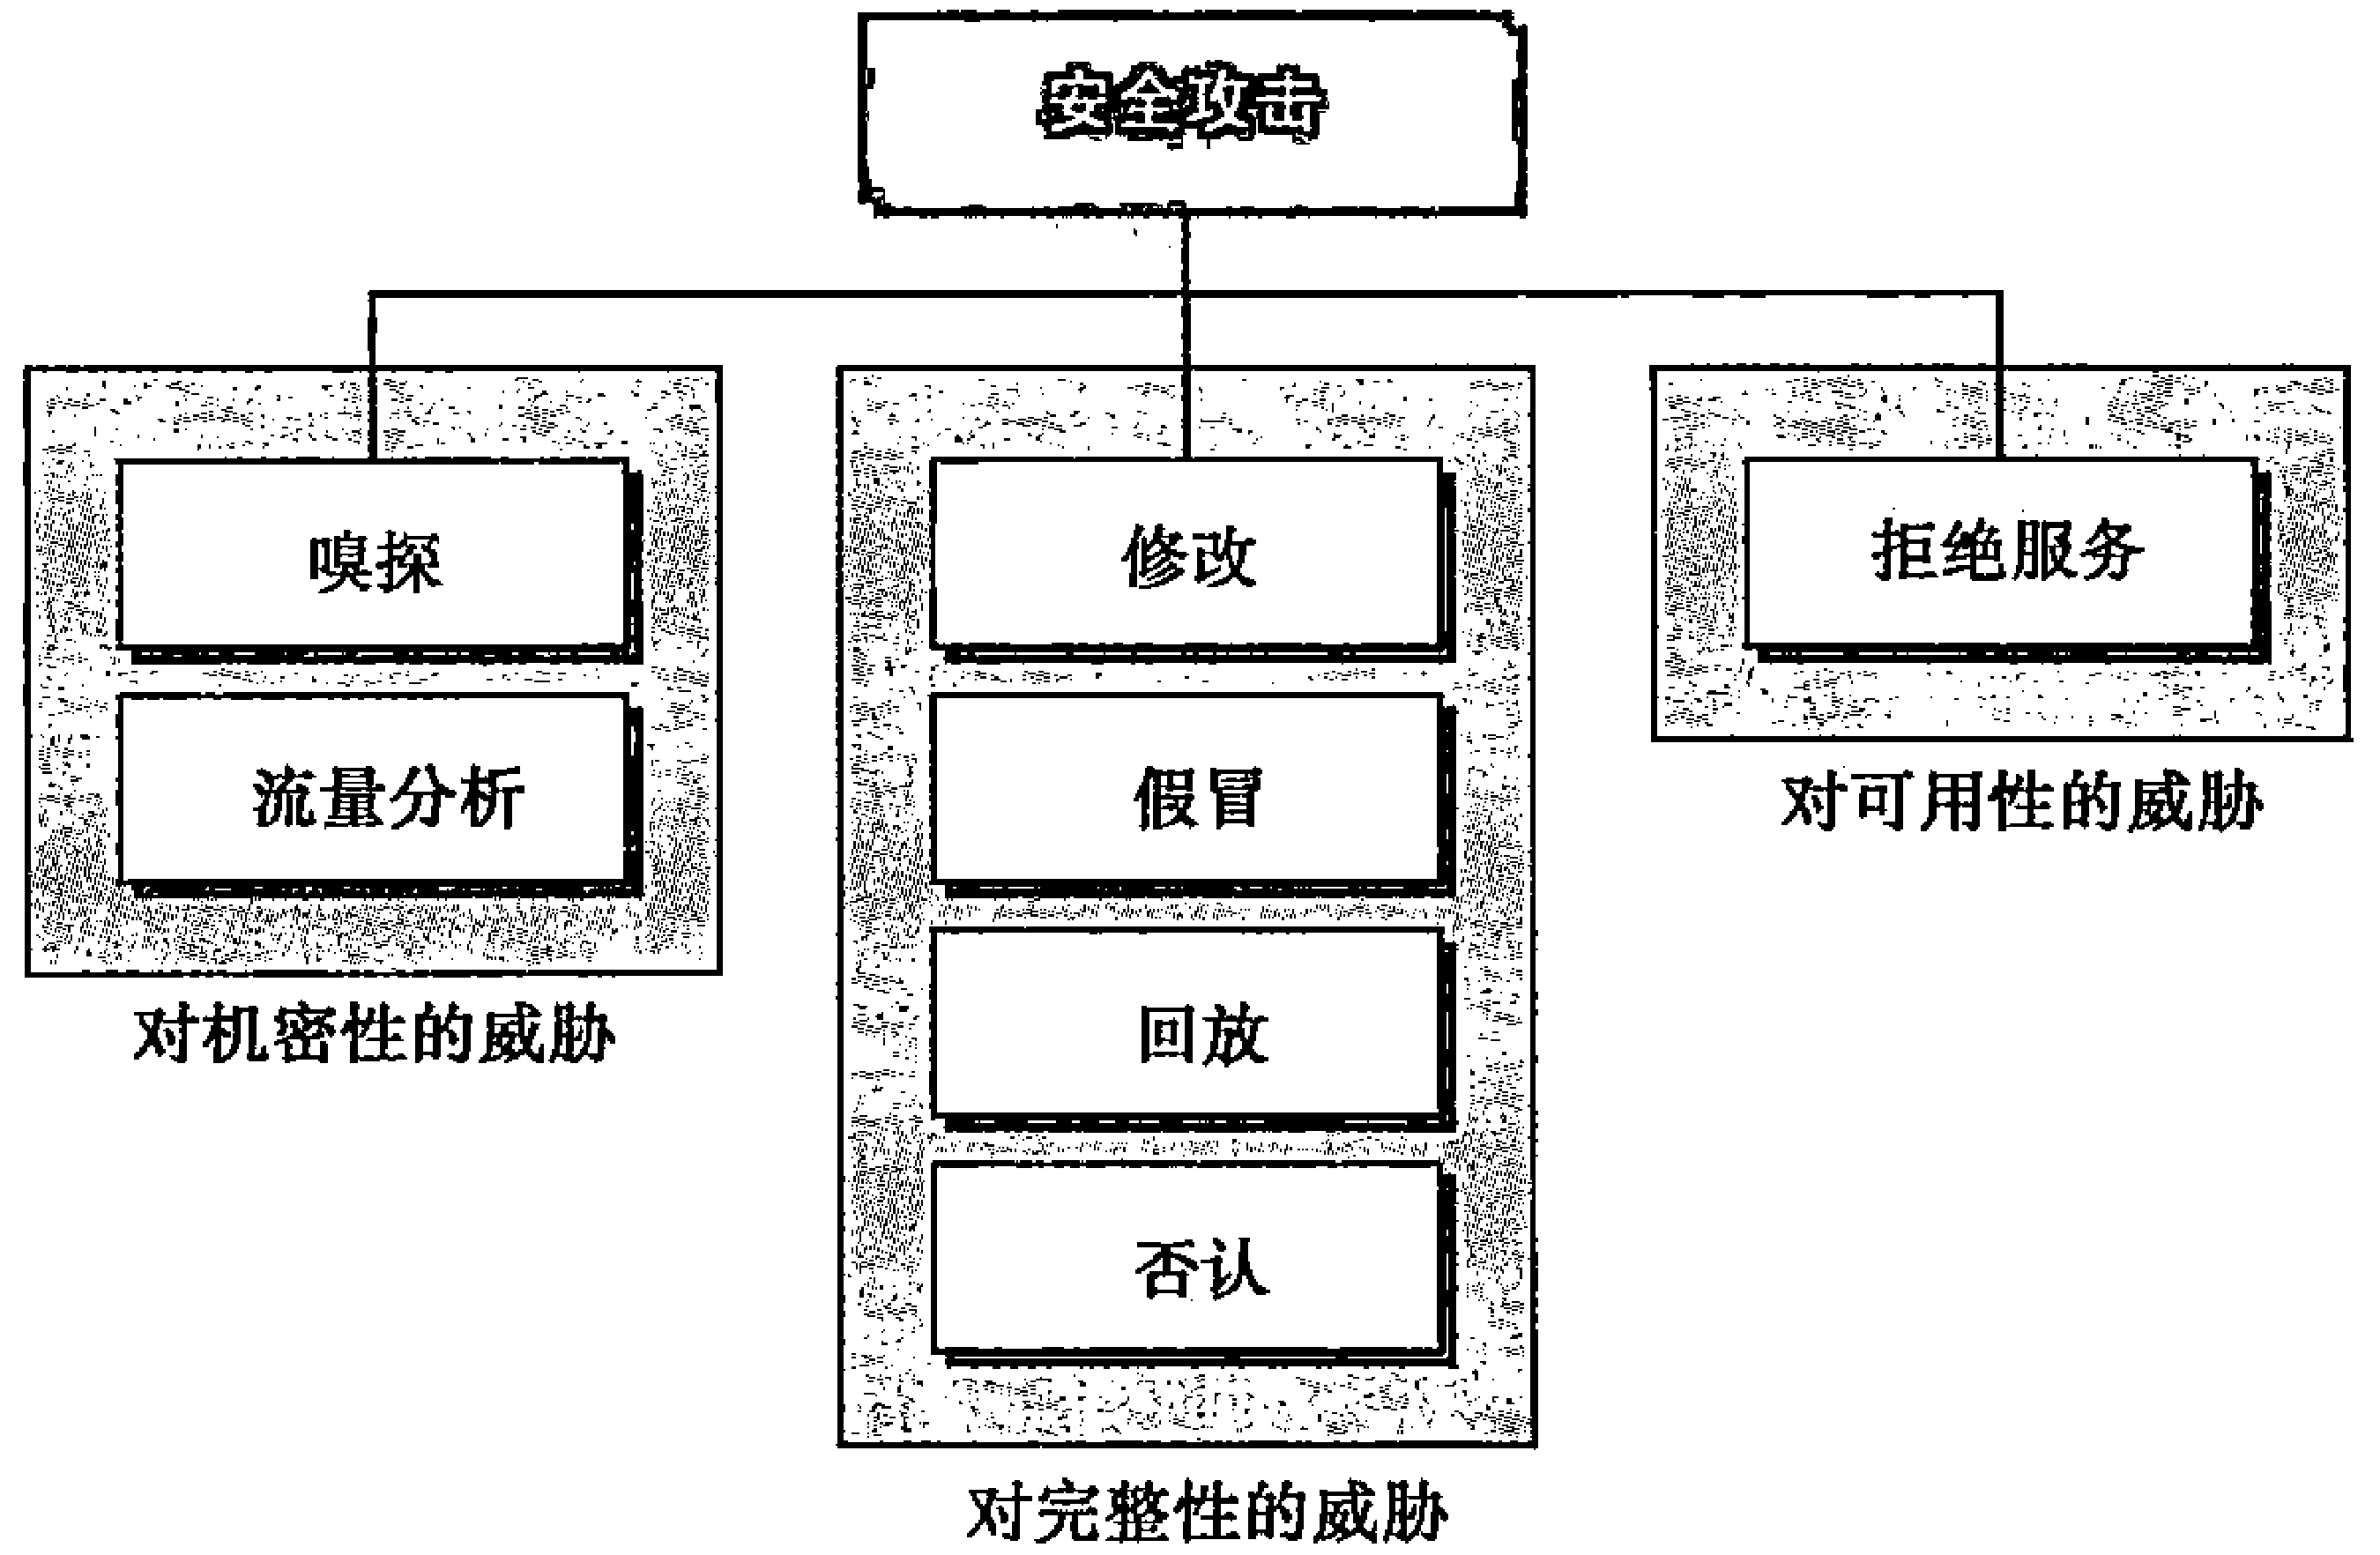 安全攻击
嗅探
流量分析
对机密性的威胁
修改
假冒
回放
否认
对完整性的威胁
拒绝服务
对可用性的威胁